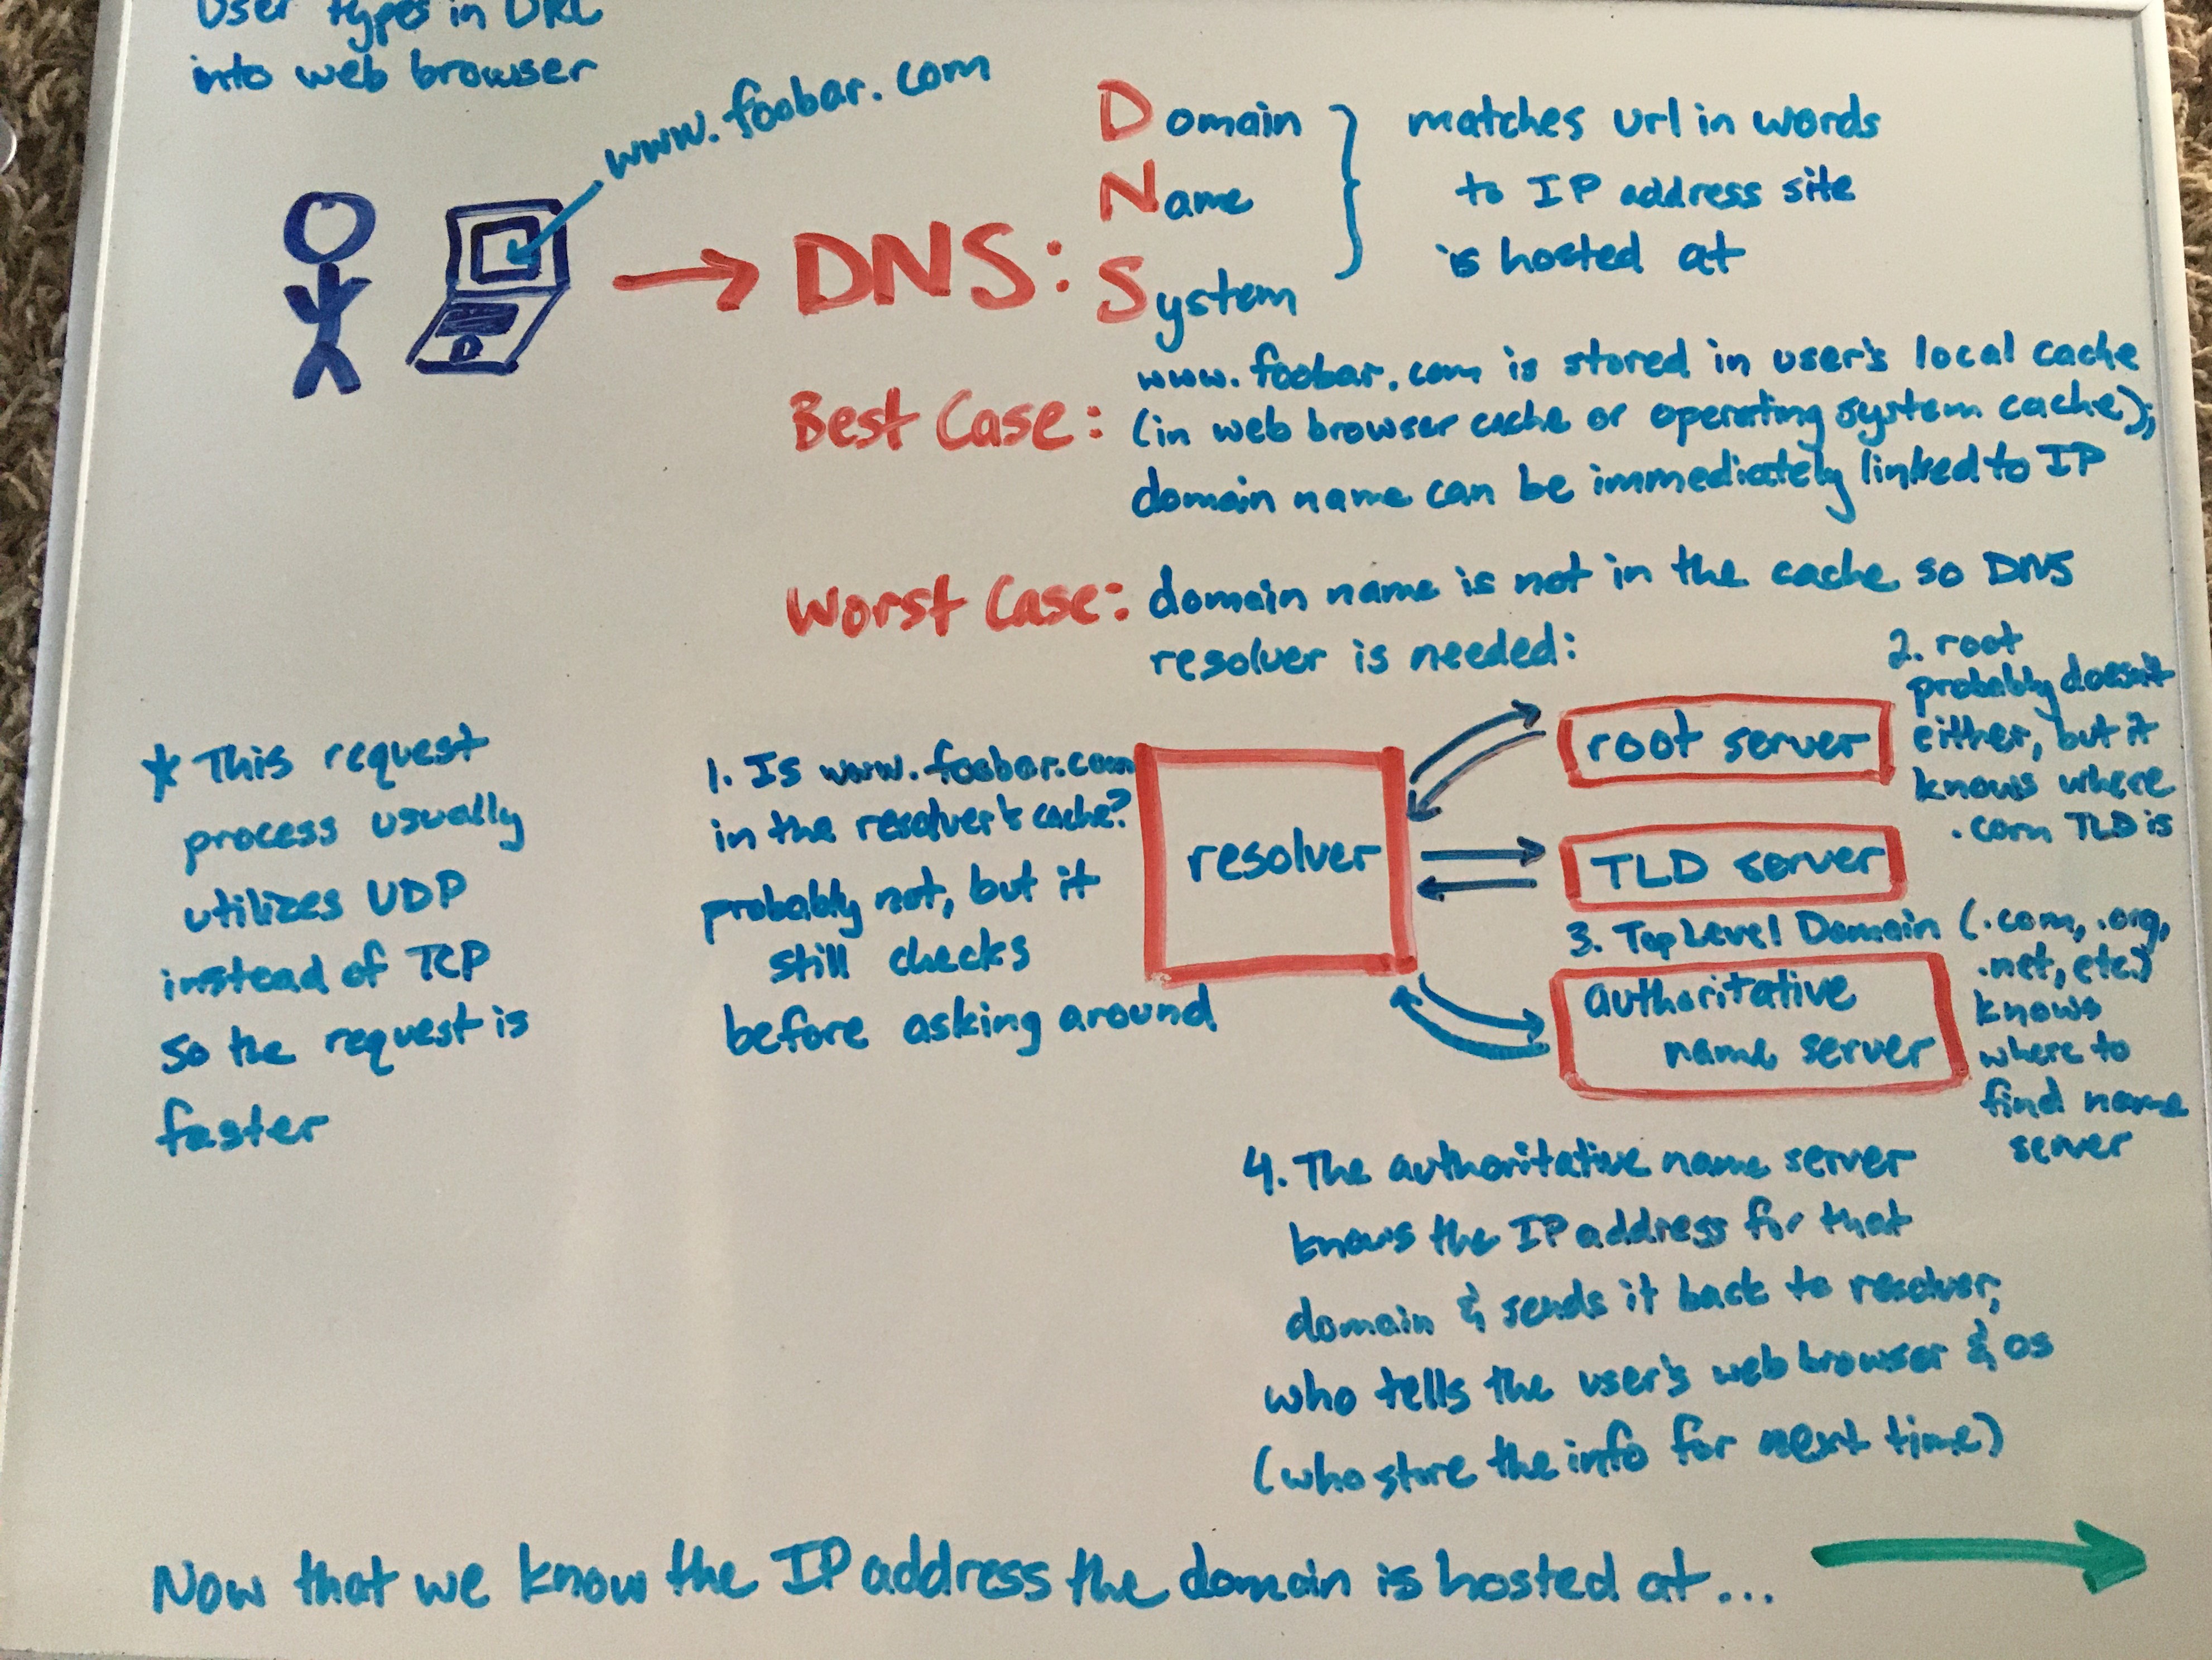 User types in URL
into web browser
www.foobar.com
DNS:
Domain
Name
System
matches url in words
to IP address site
is hosted at
Best Case:
www.foobar.com is stored in user's local cache
(in web browser cache or operating system cache);
domain name can be immediately linked to IP
Worst Case:
domain name is not in the cache so DNS
resolver is needed:
* This request
process usually
utilizes UDP
instead of TCP
so the request is
faster
1. Is www.foobar.com
in the resolver's cache?
probably not, but it
still checks
before asking around
resolver
root server
2. root
probably doesn't
either, but it
knows where
.com TLD is
TLD server
3. Top Level Domain (.com, .org,
.net, etc.)
knows
where to
find name
server
authoritative
name server
4. The authoritative name server
knows the IP address for that
domain & sends it back to resolver,
who tells the user's web browser & os
(who store the info for next time)
Now that we know the IP address the domain is hosted at...